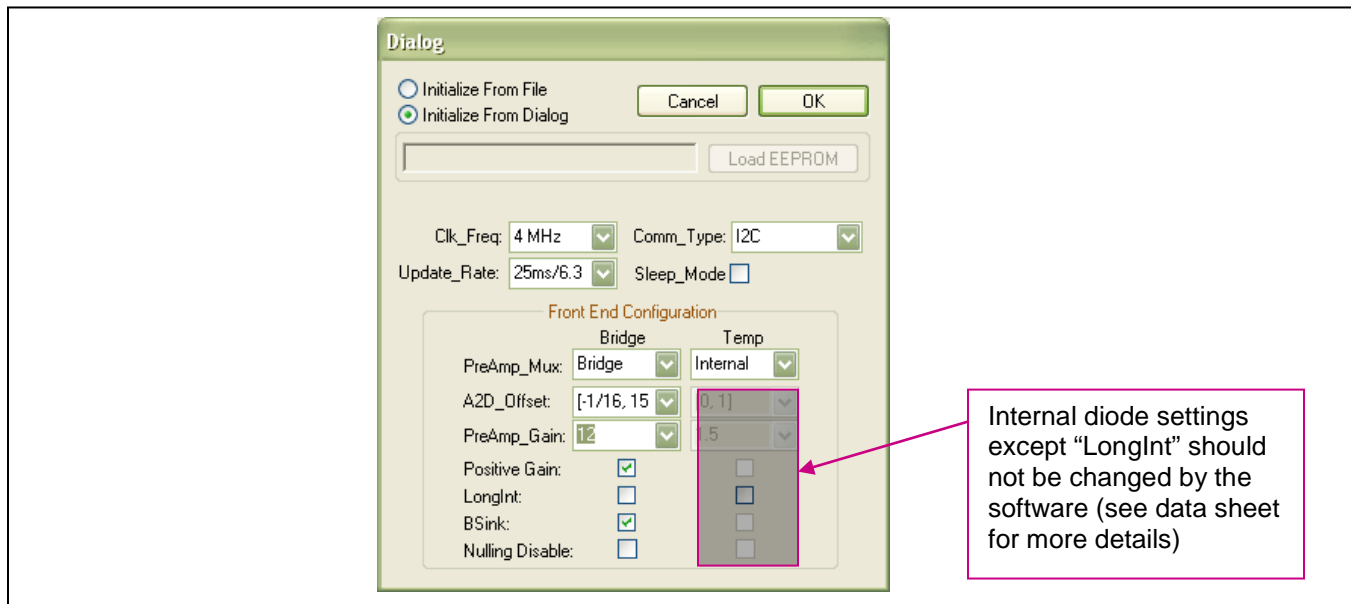 Dialog
Initialize From File
Initialize From Dialog
Cancel
OK
Load EEPROM
Clk_Freq: 4 MHz
Comm_Type: I2C
Update_Rate: 25ms/6.3
Sleep_Mode
Front End Configuration
Bridge Temp
PreAmp_Mux: Bridge Internal
A2D_Offset: [-1/16, 15 [0, 1]
PreAmp_Gain: 12 1.5
Positive Gain:
LongInt:
BSink:
Nulling Disable:
Internal diode settings
except “LongInt” should
not be changed by the
software (see data sheet
for more details)